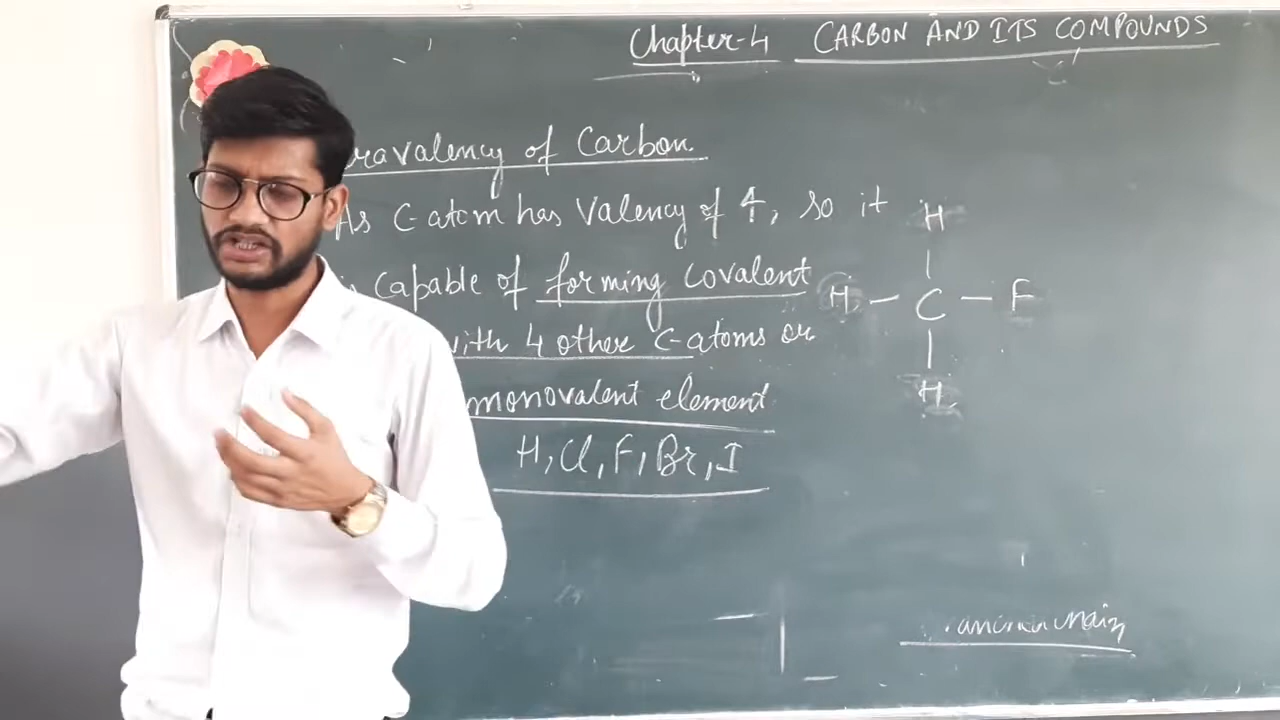 Chapter-4 CARBON AND ITS COMPOUNDS
ravalency of Carbon.
As C-atom has Valency of 4, so it
capable of forming covalent
with 4 other C-atoms or
monovalent element
H, Cl, F, Br, I
H
H - C - F
H